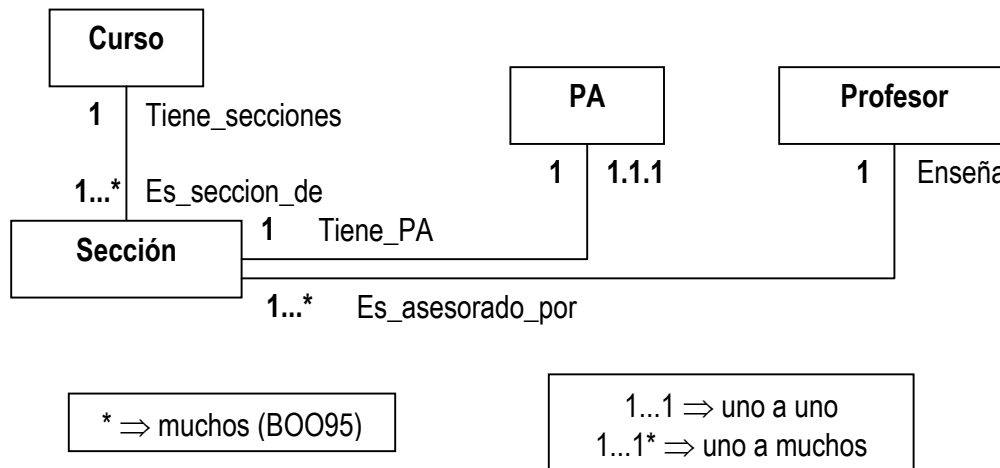 Curso
PA
Profesor
1 Tiene_secciones
1 1.1.1
1 Enseña
1...* Es_seccion_de
Sección
1 Tiene_PA
1...* Es_asesorado_por
* ⇒ muchos (BOO95)
1...1 ⇒ uno a uno
1...1* ⇒ uno a muchos